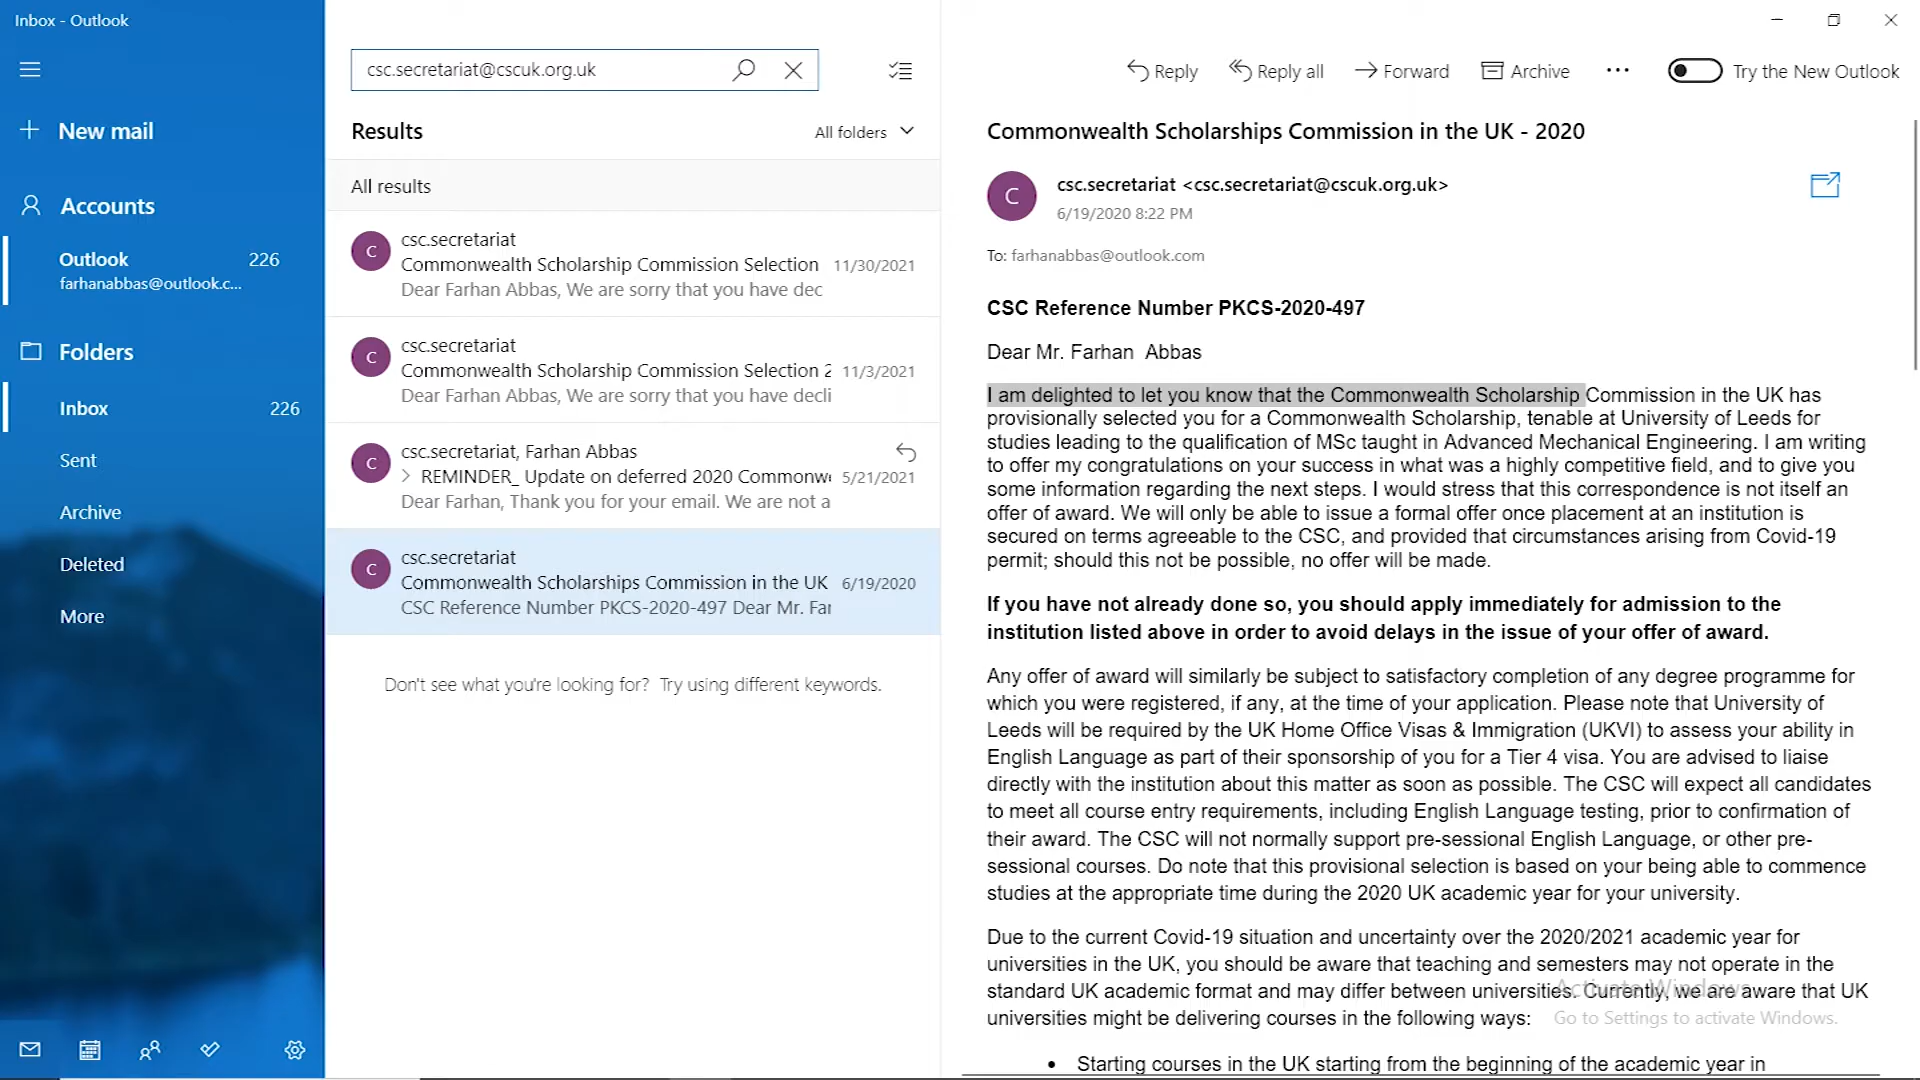 Inbox - Outlook
New mail
Accounts
Outlook 226
farhanabbas@outlook.c...
Folders
Inbox 226
Sent
Archive
Deleted
More
csc.secretariat@cscuk.org.uk
Results All folders
All results
C csc.secretariat
Commonwealth Scholarship Commission Selection 11/30/2021
Dear Farhan Abbas, We are sorry that you have dec
C csc.secretariat
Commonwealth Scholarship Commission Selection 2 11/3/2021
Dear Farhan Abbas, We are sorry that you have decli
C csc.secretariat, Farhan Abbas
> REMINDER_ Update on deferred 2020 Commonw 5/21/2021
Dear Farhan, Thank you for your email. We are not a
C csc.secretariat
Commonwealth Scholarships Commission in the UK 6/19/2020
CSC Reference Number PKCS-2020-497 Dear Mr. Far
Don't see what you're looking for? Try using different keywords.
Reply Reply all Forward Archive ... Try the New Outlook
Commonwealth Scholarships Commission in the UK - 2020
C csc.secretariat <csc.secretariat@cscuk.org.uk>
6/19/2020 8:22 PM
To: farhanabbas@outlook.com
CSC Reference Number PKCS-2020-497
Dear Mr. Farhan Abbas
I am delighted to let you know that the Commonwealth Scholarship Commission in the UK has
provisionally selected you for a Commonwealth Scholarship, tenable at University of Leeds for
studies leading to the qualification of MSc taught in Advanced Mechanical Engineering. I am writing
to offer my congratulations on your success in what was a highly competitive field, and to give you
some information regarding the next steps. I would stress that this correspondence is not itself an
offer of award. We will only be able to issue a formal offer once placement at an institution is
secured on terms agreeable to the CSC, and provided that circumstances arising from Covid-19
permit; should this not be possible, no offer will be made.
If you have not already done so, you should apply immediately for admission to the
institution listed above in order to avoid delays in the issue of your offer of award.
Any offer of award will similarly be subject to satisfactory completion of any degree programme for
which you were registered, if any, at the time of your application. Please note that University of
Leeds will be required by the UK Home Office Visas & Immigration (UKVI) to assess your ability in
English Language as part of their sponsorship of you for a Tier 4 visa. You are advised to liaise
directly with the institution about this matter as soon as possible. The CSC will expect all candidates
to meet all course entry requirements, including English Language testing, prior to confirmation of
their award. The CSC will not normally support pre-sessional English Language, or other pre-
sessional courses. Do note that this provisional selection is based on your being able to commence
studies at the appropriate time during the 2020 UK academic year for your university.
Due to the current Covid-19 situation and uncertainty over the 2020/2021 academic year for
universities in the UK, you should be aware that teaching and semesters may not operate in the
standard UK academic format and may differ between universities. Currently, we are aware that UK
universities might be delivering courses in the following ways:
• Starting courses in the UK starting from the beginning of the academic year in
Activate Windows
Go to Settings to activate Windows.